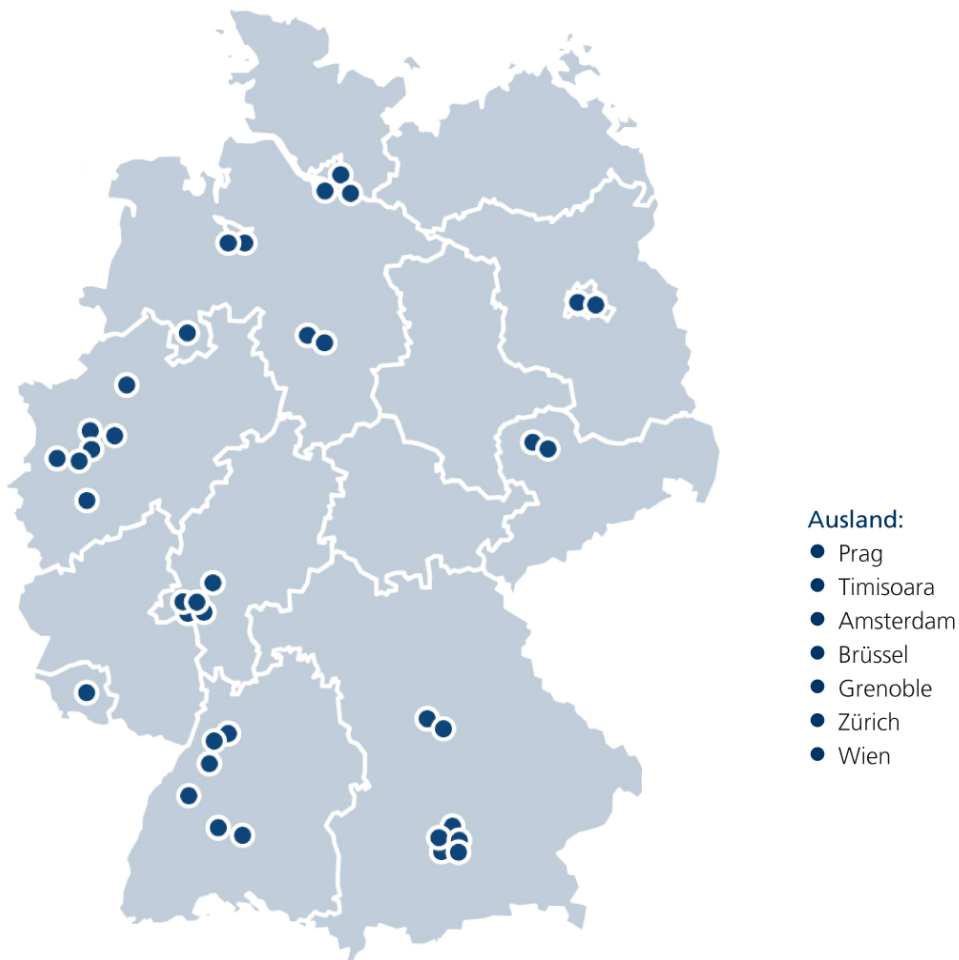 Ausland:
Prag
Timisoara
Amsterdam
Brüssel
Grenoble
Zürich
Wien